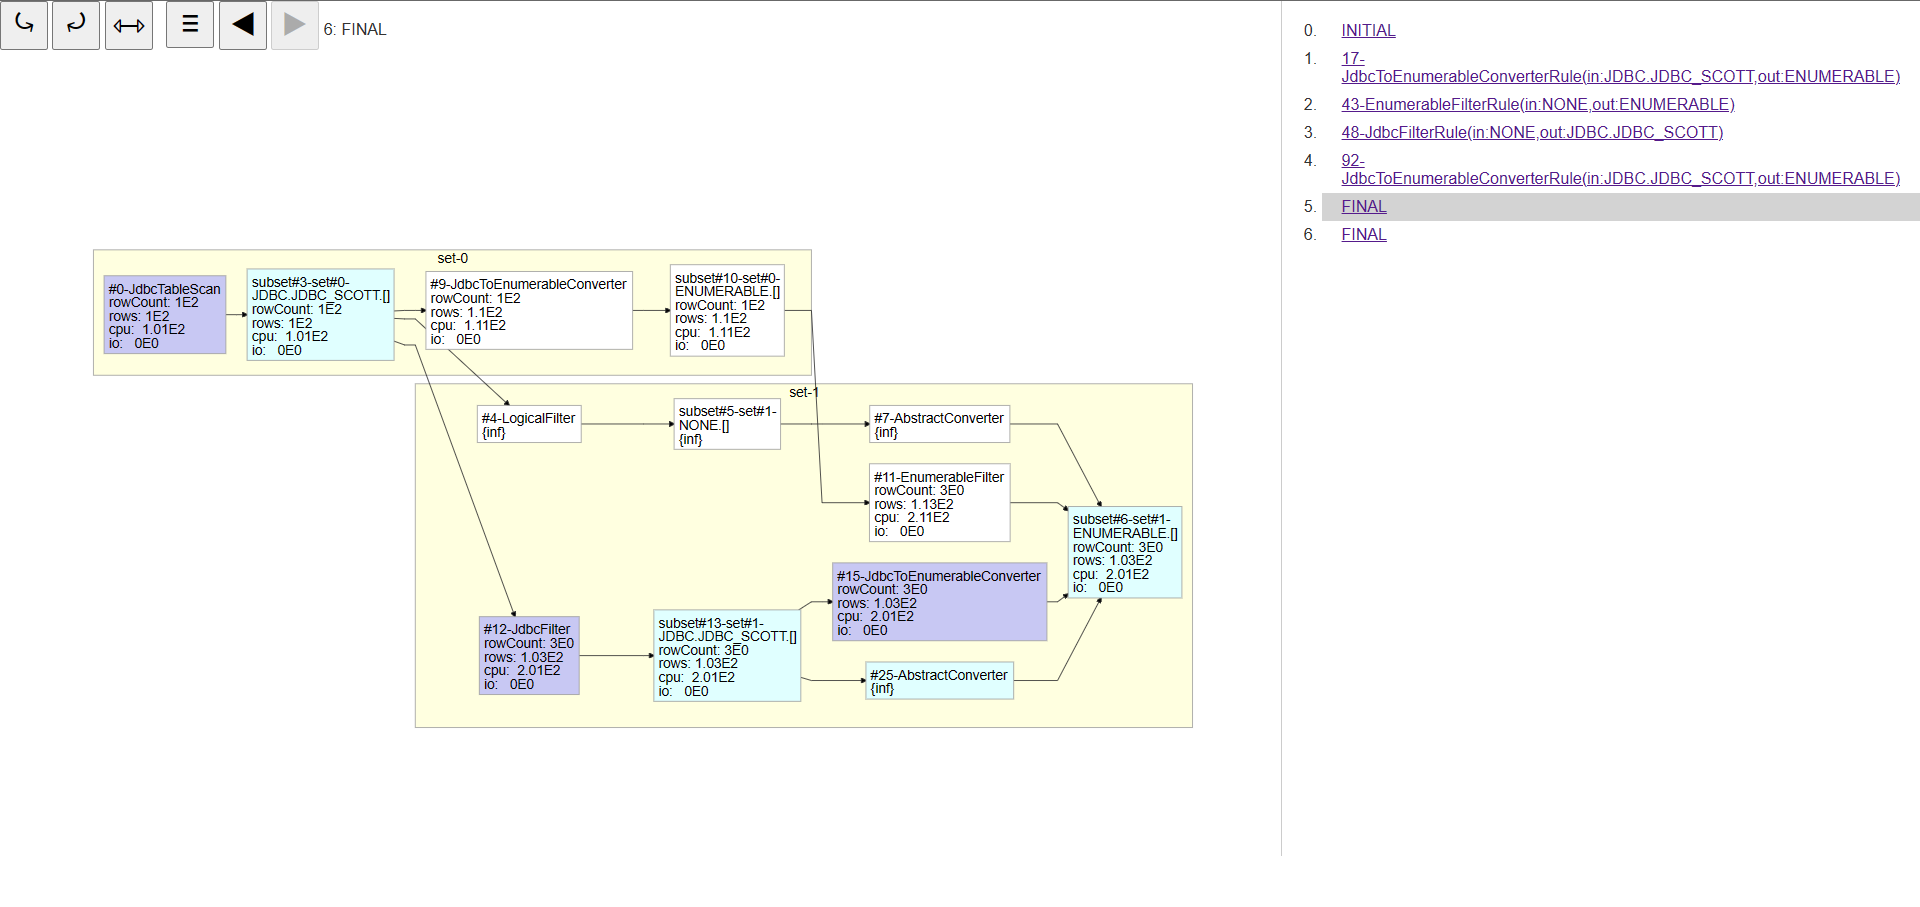 6: FINAL
0. INITIAL
1. 17-
JdbcToEnumerableConverterRule(in:JDBC.JDBC_SCOTT,out:ENUMERABLE)
2. 43-EnumerableFilterRule(in:NONE,out:ENUMERABLE)
3. 48-JdbcFilterRule(in:NONE,out:JDBC.JDBC_SCOTT)
4. 92-
JdbcToEnumerableConverterRule(in:JDBC.JDBC_SCOTT,out:ENUMERABLE)
5. FINAL
6. FINAL
set-0
#0-JdbcTableScan
rowCount: 1E2
rows: 1E2
cpu: 1.01E2
io: 0E0
subset#3-set#0-
JDBC.JDBC_SCOTT.[]
rowCount: 1E2
rows: 1E2
cpu: 1.01E2
io: 0E0
#9-JdbcToEnumerableConverter
rowCount: 1E2
rows: 1.1E2
cpu: 1.11E2
io: 0E0
subset#10-set#0-
ENUMERABLE.[]
rowCount: 1E2
rows: 1.1E2
cpu: 1.11E2
io: 0E0
set-1
#4-LogicalFilter
{inf}
subset#5-set#1-
NONE.[]
{inf}
#7-AbstractConverter
{inf}
#11-EnumerableFilter
rowCount: 3E0
rows: 1.13E2
cpu: 2.11E2
io: 0E0
subset#6-set#1-
ENUMERABLE.[]
rowCount: 3E0
rows: 1.03E2
cpu: 2.01E2
io: 0E0
#15-JdbcToEnumerableConverter
rowCount: 3E0
rows: 1.03E2
cpu: 2.01E2
io: 0E0
#12-JdbcFilter
rowCount: 3E0
rows: 1.03E2
cpu: 2.01E2
io: 0E0
subset#13-set#1-
JDBC.JDBC_SCOTT.[]
rowCount: 3E0
rows: 1.03E2
cpu: 2.01E2
io: 0E0
#25-AbstractConverter
{inf}